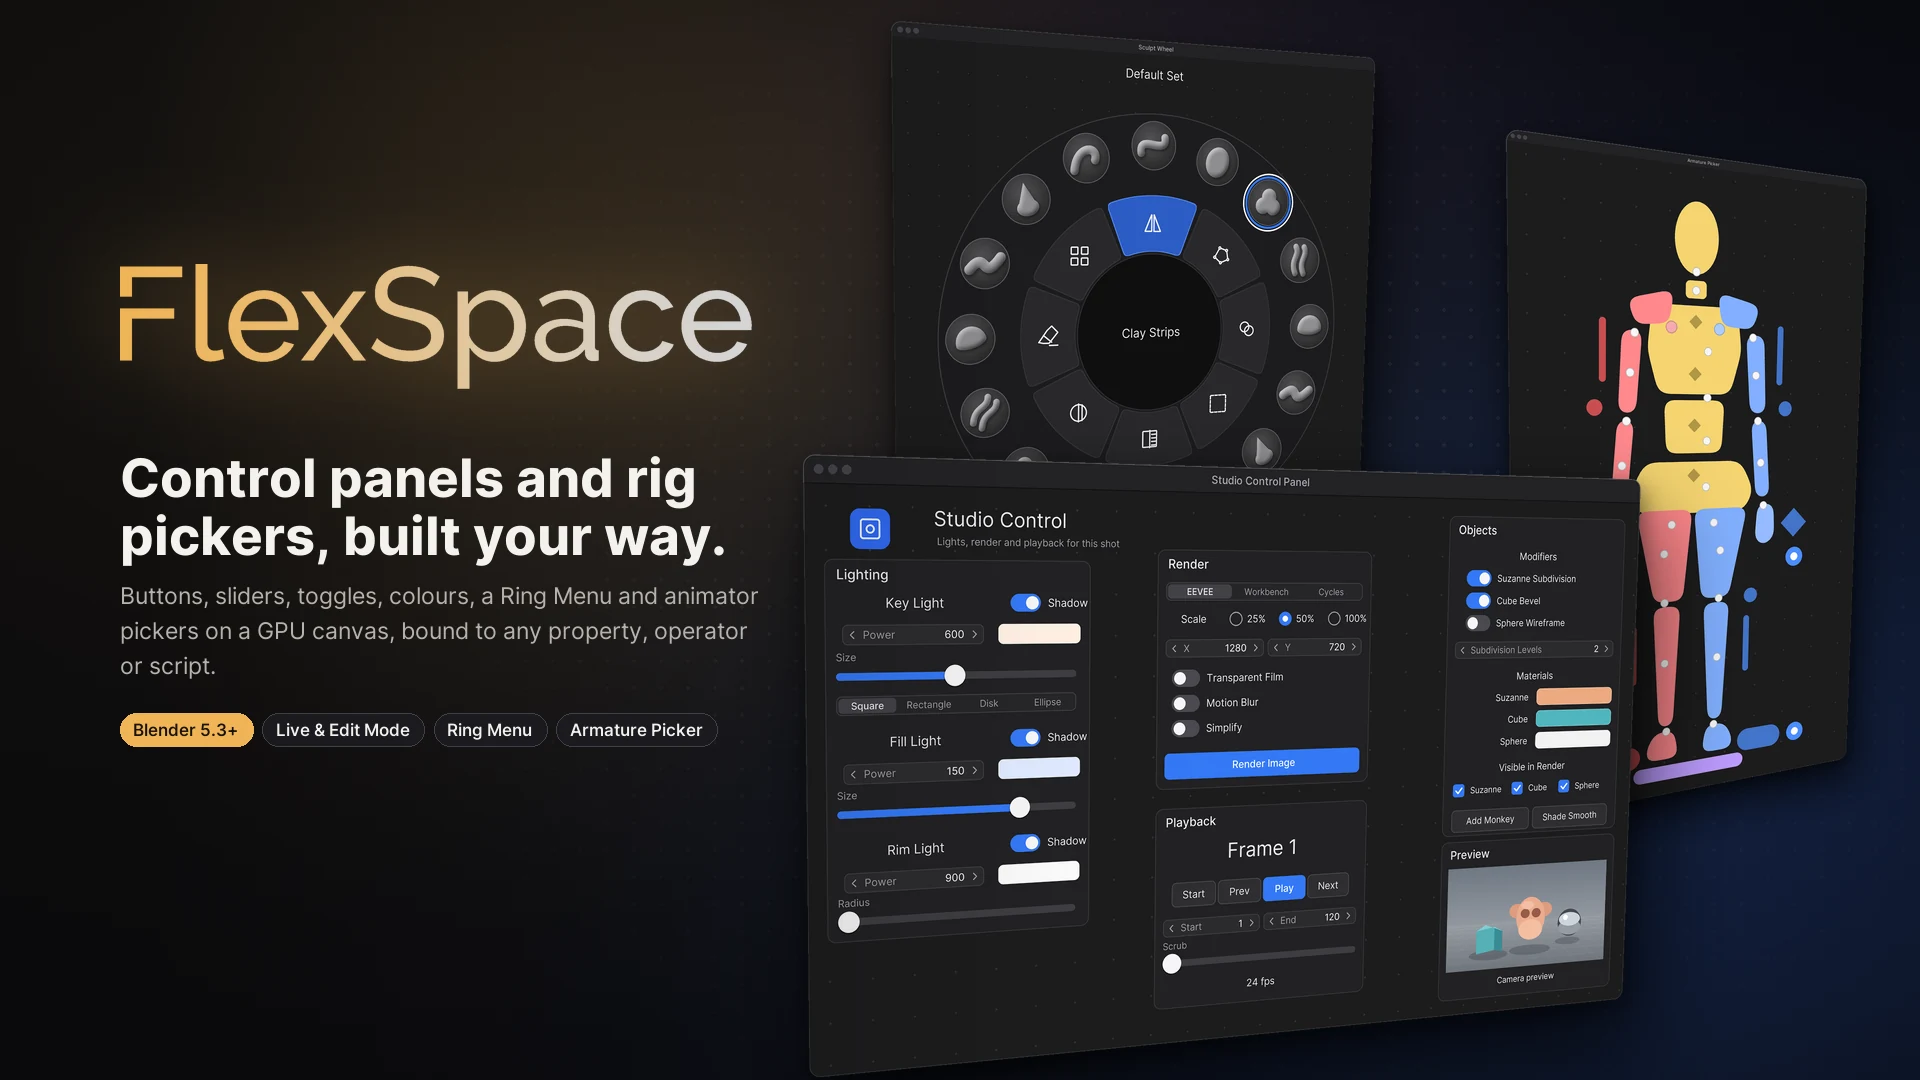 FlexSpace
Control panels and rig
pickers, built your way.
Buttons, sliders, toggles, colours, a Ring Menu and animator
pickers on a GPU canvas, bound to any property, operator
or script.
Blender 5.3+
Live & Edit Mode
Ring Menu
Armature Picker
Sculpt Wheel
Default Set
Clay Strips
Armature Picker
Studio Control Panel
Studio Control
Lights, render and playback for this shot
Lighting
Key Light
Shadow
Power 600
Size
Square Rectangle Disk Ellipse
Fill Light
Shadow
Power 150
Size
Rim Light
Shadow
Power 900
Radius
Render
EEVEE Workbench Cycles
Scale 25% 50% 100%
X 1280 Y 720
Transparent Film
Motion Blur
Simplify
Render Image
Playback
Frame 1
Start Prev Play Next
Start 1 End 120
Scrub
24 fps
Objects
Modifiers
Suzanne Subdivision
Cube Bevel
Sphere Wireframe
Subdivision Levels 2
Materials
Suzanne
Cube
Sphere
Visible in Render
Suzanne Cube Sphere
Add Monkey Shade Smooth
Preview
Camera preview